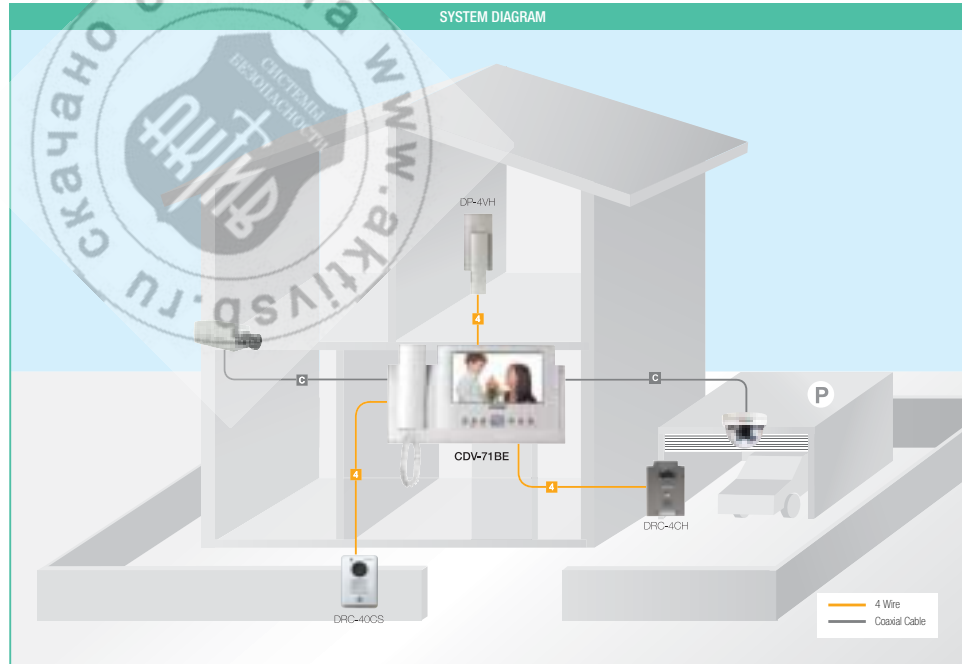 SYSTEM DIAGRAM
скачано с www.aktivsb.ru
СИСТЕМЫ
БЕЗОПАСНОСТИ
АКТИВ
DP-4VH
4
C
C
P
CDV-71BE
4
4
DRC-4CH
DRC-40CS
4 Wire
Coaxial Cable